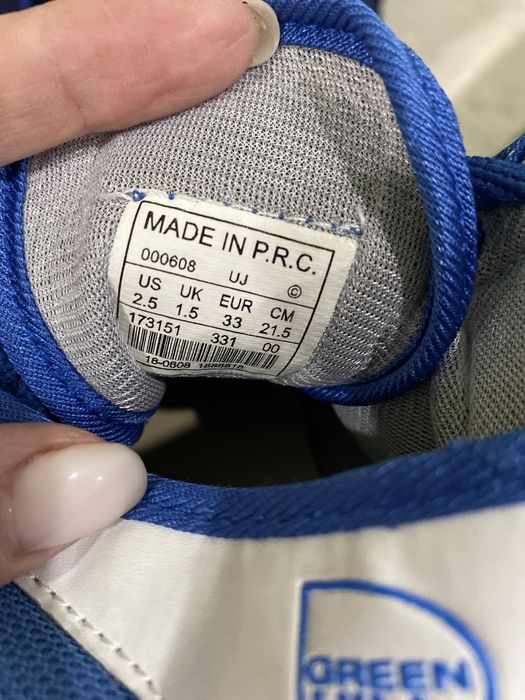 MADE IN P.R.C.
000608 UJ ©
US UK EUR CM
2.5 1.5 33 21.5
173151 331 00
18-0608
GREEN